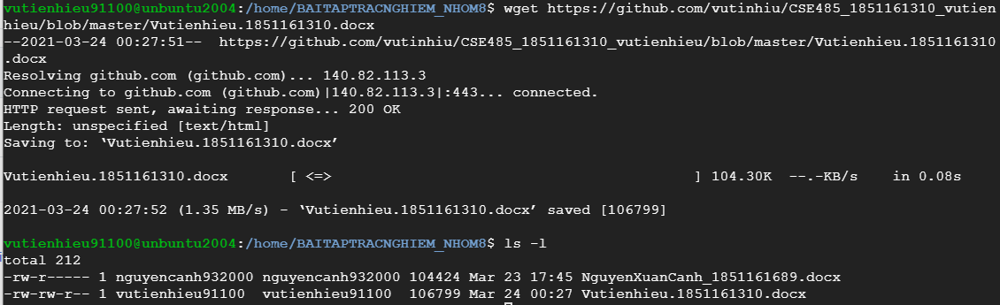 vutienhieu91100@unbuntu2004:/home/BAITAPTRACNGHIEM_NHOM8$ wget https://github.com/vutinhiu/CSE485_1851161310_vutien
hieu/blob/master/Vutienhieu.1851161310.docx
--2021-03-24 00:27:51--  https://github.com/vutinhiu/CSE485_1851161310_vutienhieu/blob/master/Vutienhieu.1851161310
.docx
Resolving github.com (github.com)... 140.82.113.3
Connecting to github.com (github.com)|140.82.113.3|:443... connected.
HTTP request sent, awaiting response... 200 OK
Length: unspecified [text/html]
Saving to: ‘Vutienhieu.1851161310.docx’
Vutienhieu.1851161310.docx       [ <=>                                         ] 104.30K  --.-KB/s    in 0.08s
2021-03-24 00:27:52 (1.35 MB/s) - ‘Vutienhieu.1851161310.docx’ saved [106799]
vutienhieu91100@unbuntu2004:/home/BAITAPTRACNGHIEM_NHOM8$ ls -l
total 212
-rw-r----- 1 nguyencanh932000 nguyencanh932000 104424 Mar 23 17:45 NguyenXuanCanh_1851161689.docx
-rw-rw-r-- 1 vutienhieu91100  vutienhieu91100  106799 Mar 24 00:27 Vutienhieu.1851161310.docx